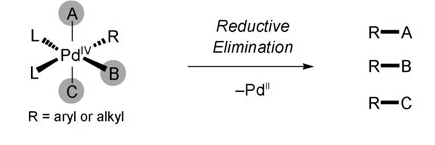 A
L
R
Pd^IV
L
B
C
R = aryl or alkyl
Reductive
Elimination
–Pd^II
R–A
R–B
R–C